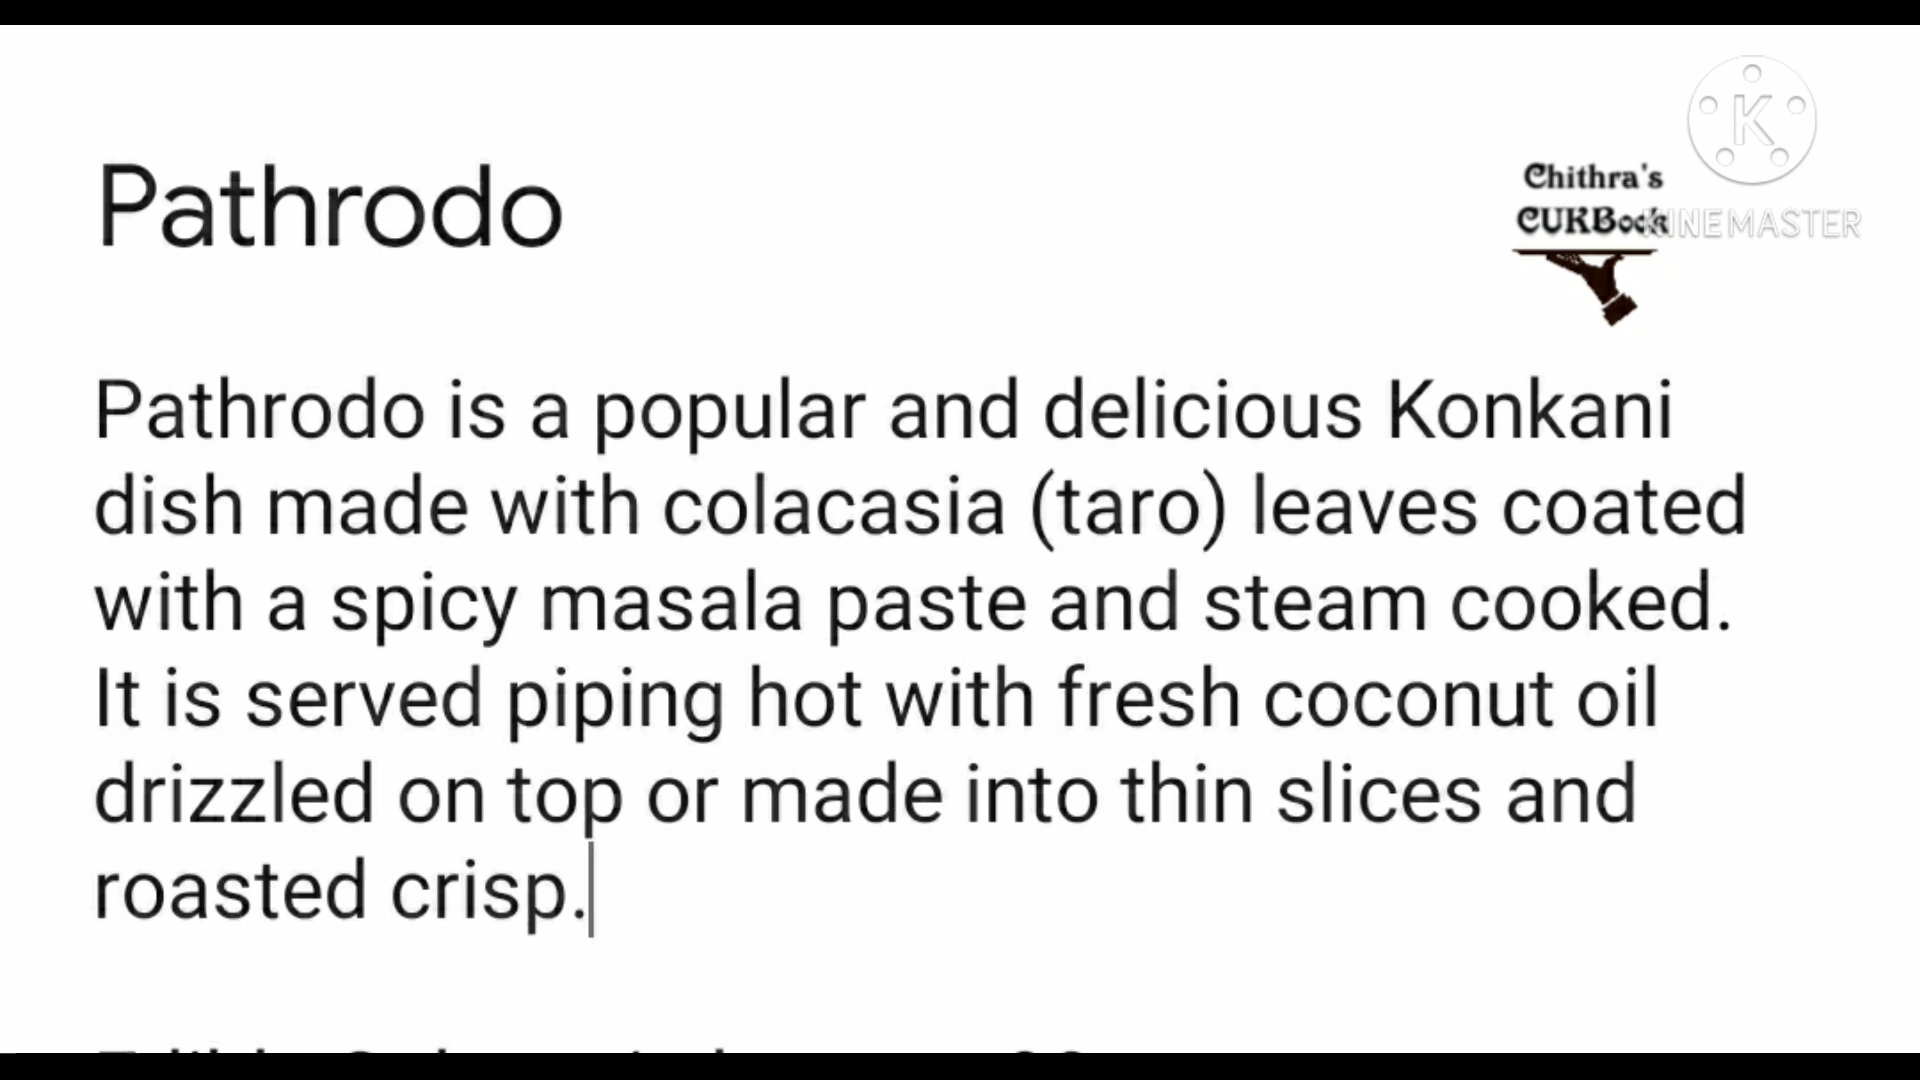 Pathrodo
Chithra's
CUKBook
KINEMASTER
Pathrodo is a popular and delicious Konkani
dish made with colacasia (taro) leaves coated
with a spicy masala paste and steam cooked.
It is served piping hot with fresh coconut oil
drizzled on top or made into thin slices and
roasted crisp.